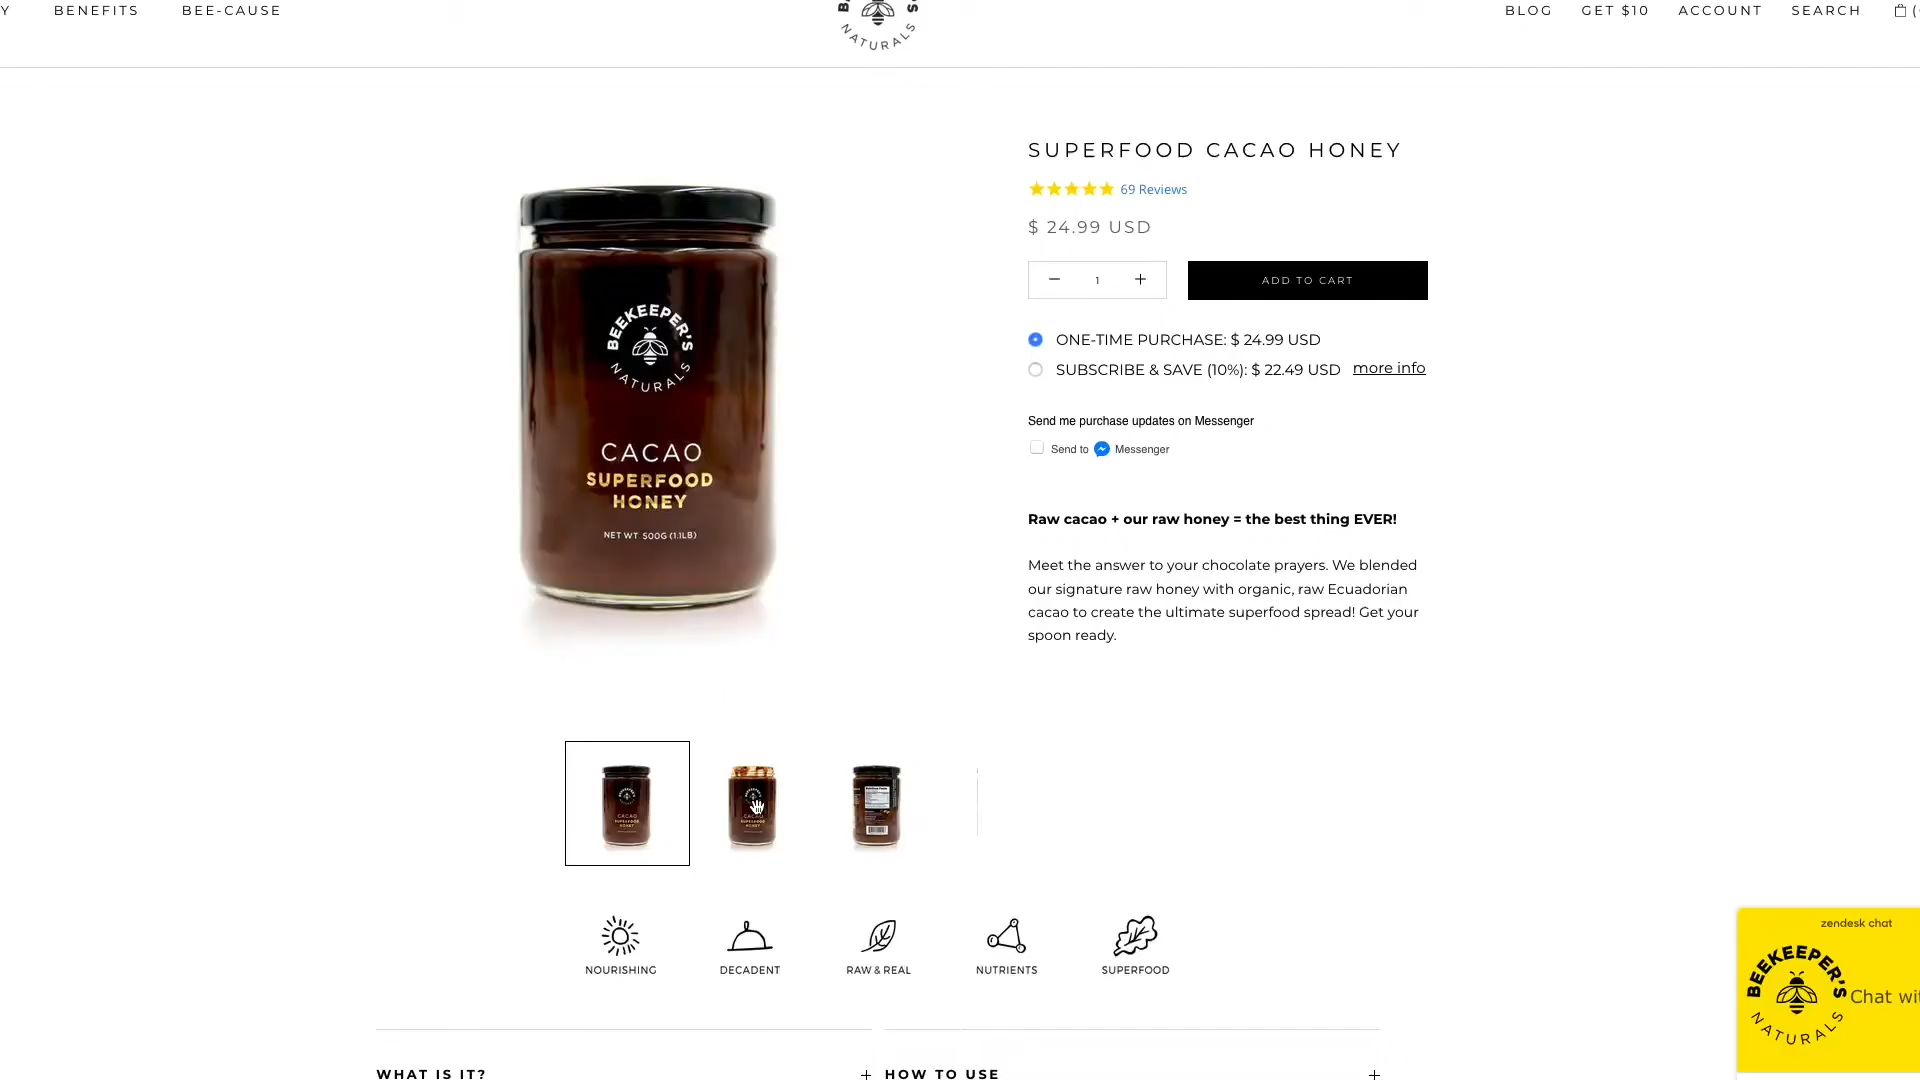 Y BENEFITS BEE-CAUSE
NATURALS
BLOG GET $10 ACCOUNT SEARCH
SUPERFOOD CACAO HONEY
69 Reviews
$ 24.99 USD
1
ADD TO CART
ONE-TIME PURCHASE: $ 24.99 USD
SUBSCRIBE & SAVE (10%): $ 22.49 USD more info
Send me purchase updates on Messenger
Send to Messenger
Raw cacao + our raw honey = the best thing EVER!
Meet the answer to your chocolate prayers. We blended
our signature raw honey with organic, raw Ecuadorian
cacao to create the ultimate superfood spread! Get your
spoon ready.
BEEKEEPER'S
NATURALS
CACAO
SUPERFOOD
HONEY
NET WT. 500G (1.1LB)
NOURISHING DECADENT RAW & REAL NUTRIENTS SUPERFOOD
WHAT IS IT? + HOW TO USE +
zendesk chat
BEEKEEPER'S
NATURALS
Chat wit